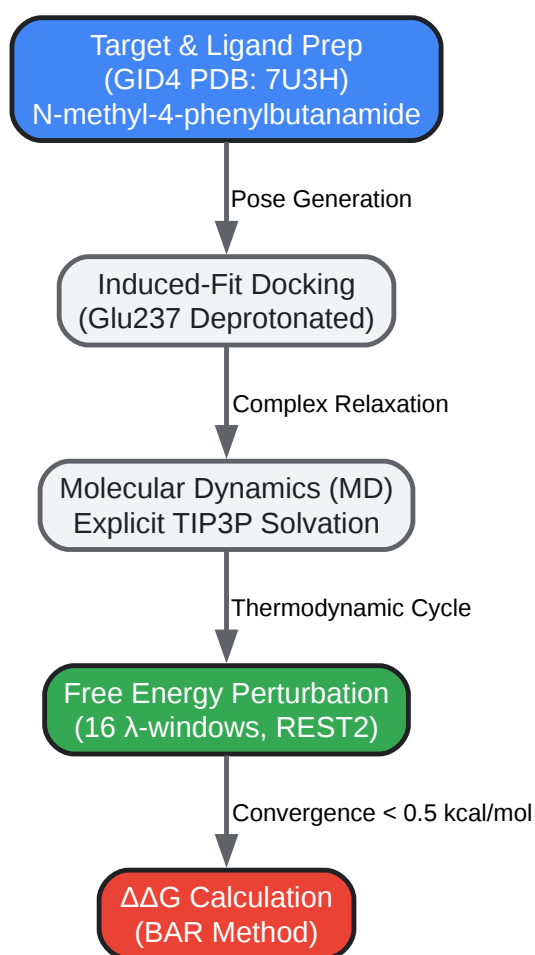 Target & Ligand Prep
(GID4 PDB: 7U3H)
N-methyl-4-phenylbutanamide
Pose Generation
Induced-Fit Docking
(Glu237 Deprotonated)
Complex Relaxation
Molecular Dynamics (MD)
Explicit TIP3P Solvation
Thermodynamic Cycle
Free Energy Perturbation
(16 λ-windows, REST2)
Convergence < 0.5 kcal/mol
ΔΔG Calculation
(BAR Method)